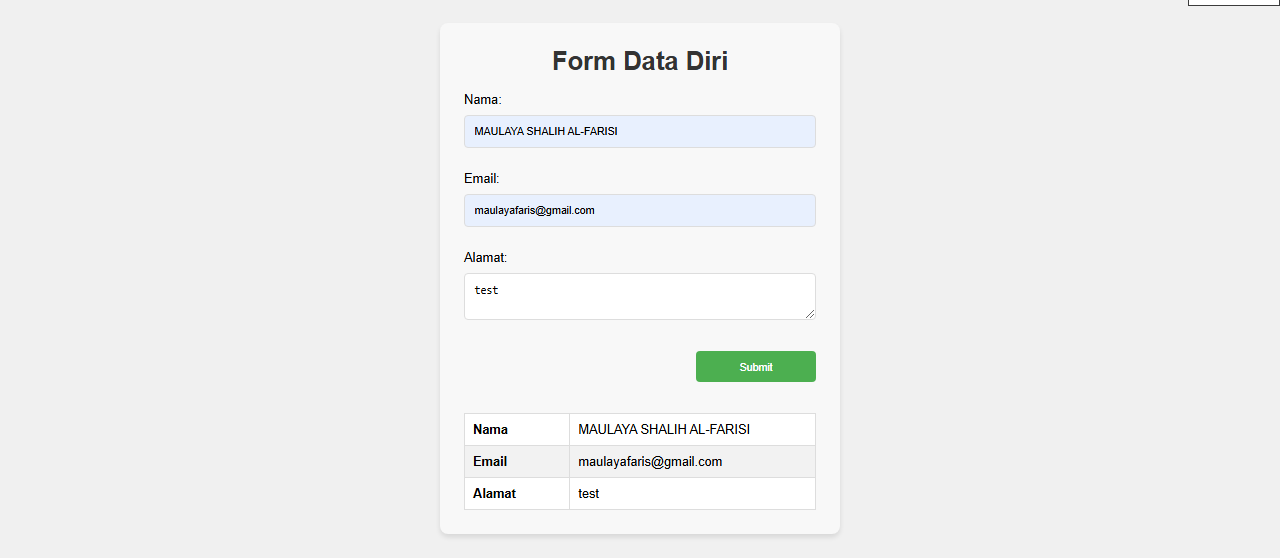 Form Data Diri
Nama:
MAULAYA SHALIH AL-FARISI
Email:
maulayafaris@gmail.com
Alamat:
test
Submit
Nama MAULAYA SHALIH AL-FARISI
Email maulayafaris@gmail.com
Alamat test